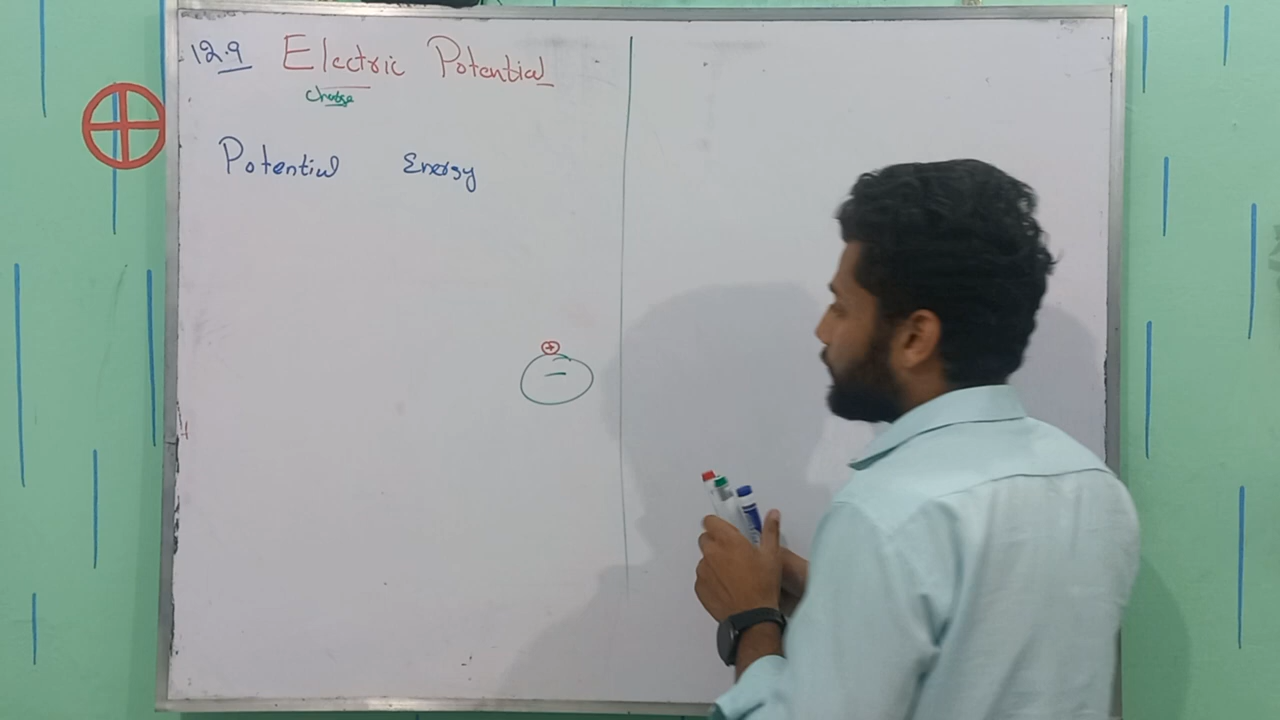 12.9 Electric Potential
Charge
Potential Energy
+
−